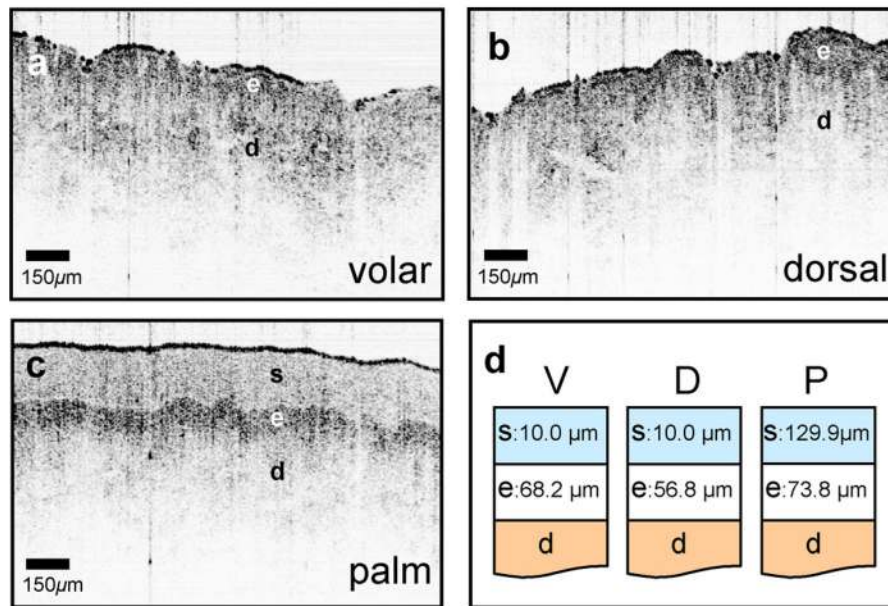 a
e
d
150µm
volar
b
e
d
150µm
dorsal
c
s
e
d
150µm
palm
d
V D P
s:10.0 µm s:10.0 µm s:129.9µm
e:68.2 µm e:56.8 µm e:73.8 µm
d d d